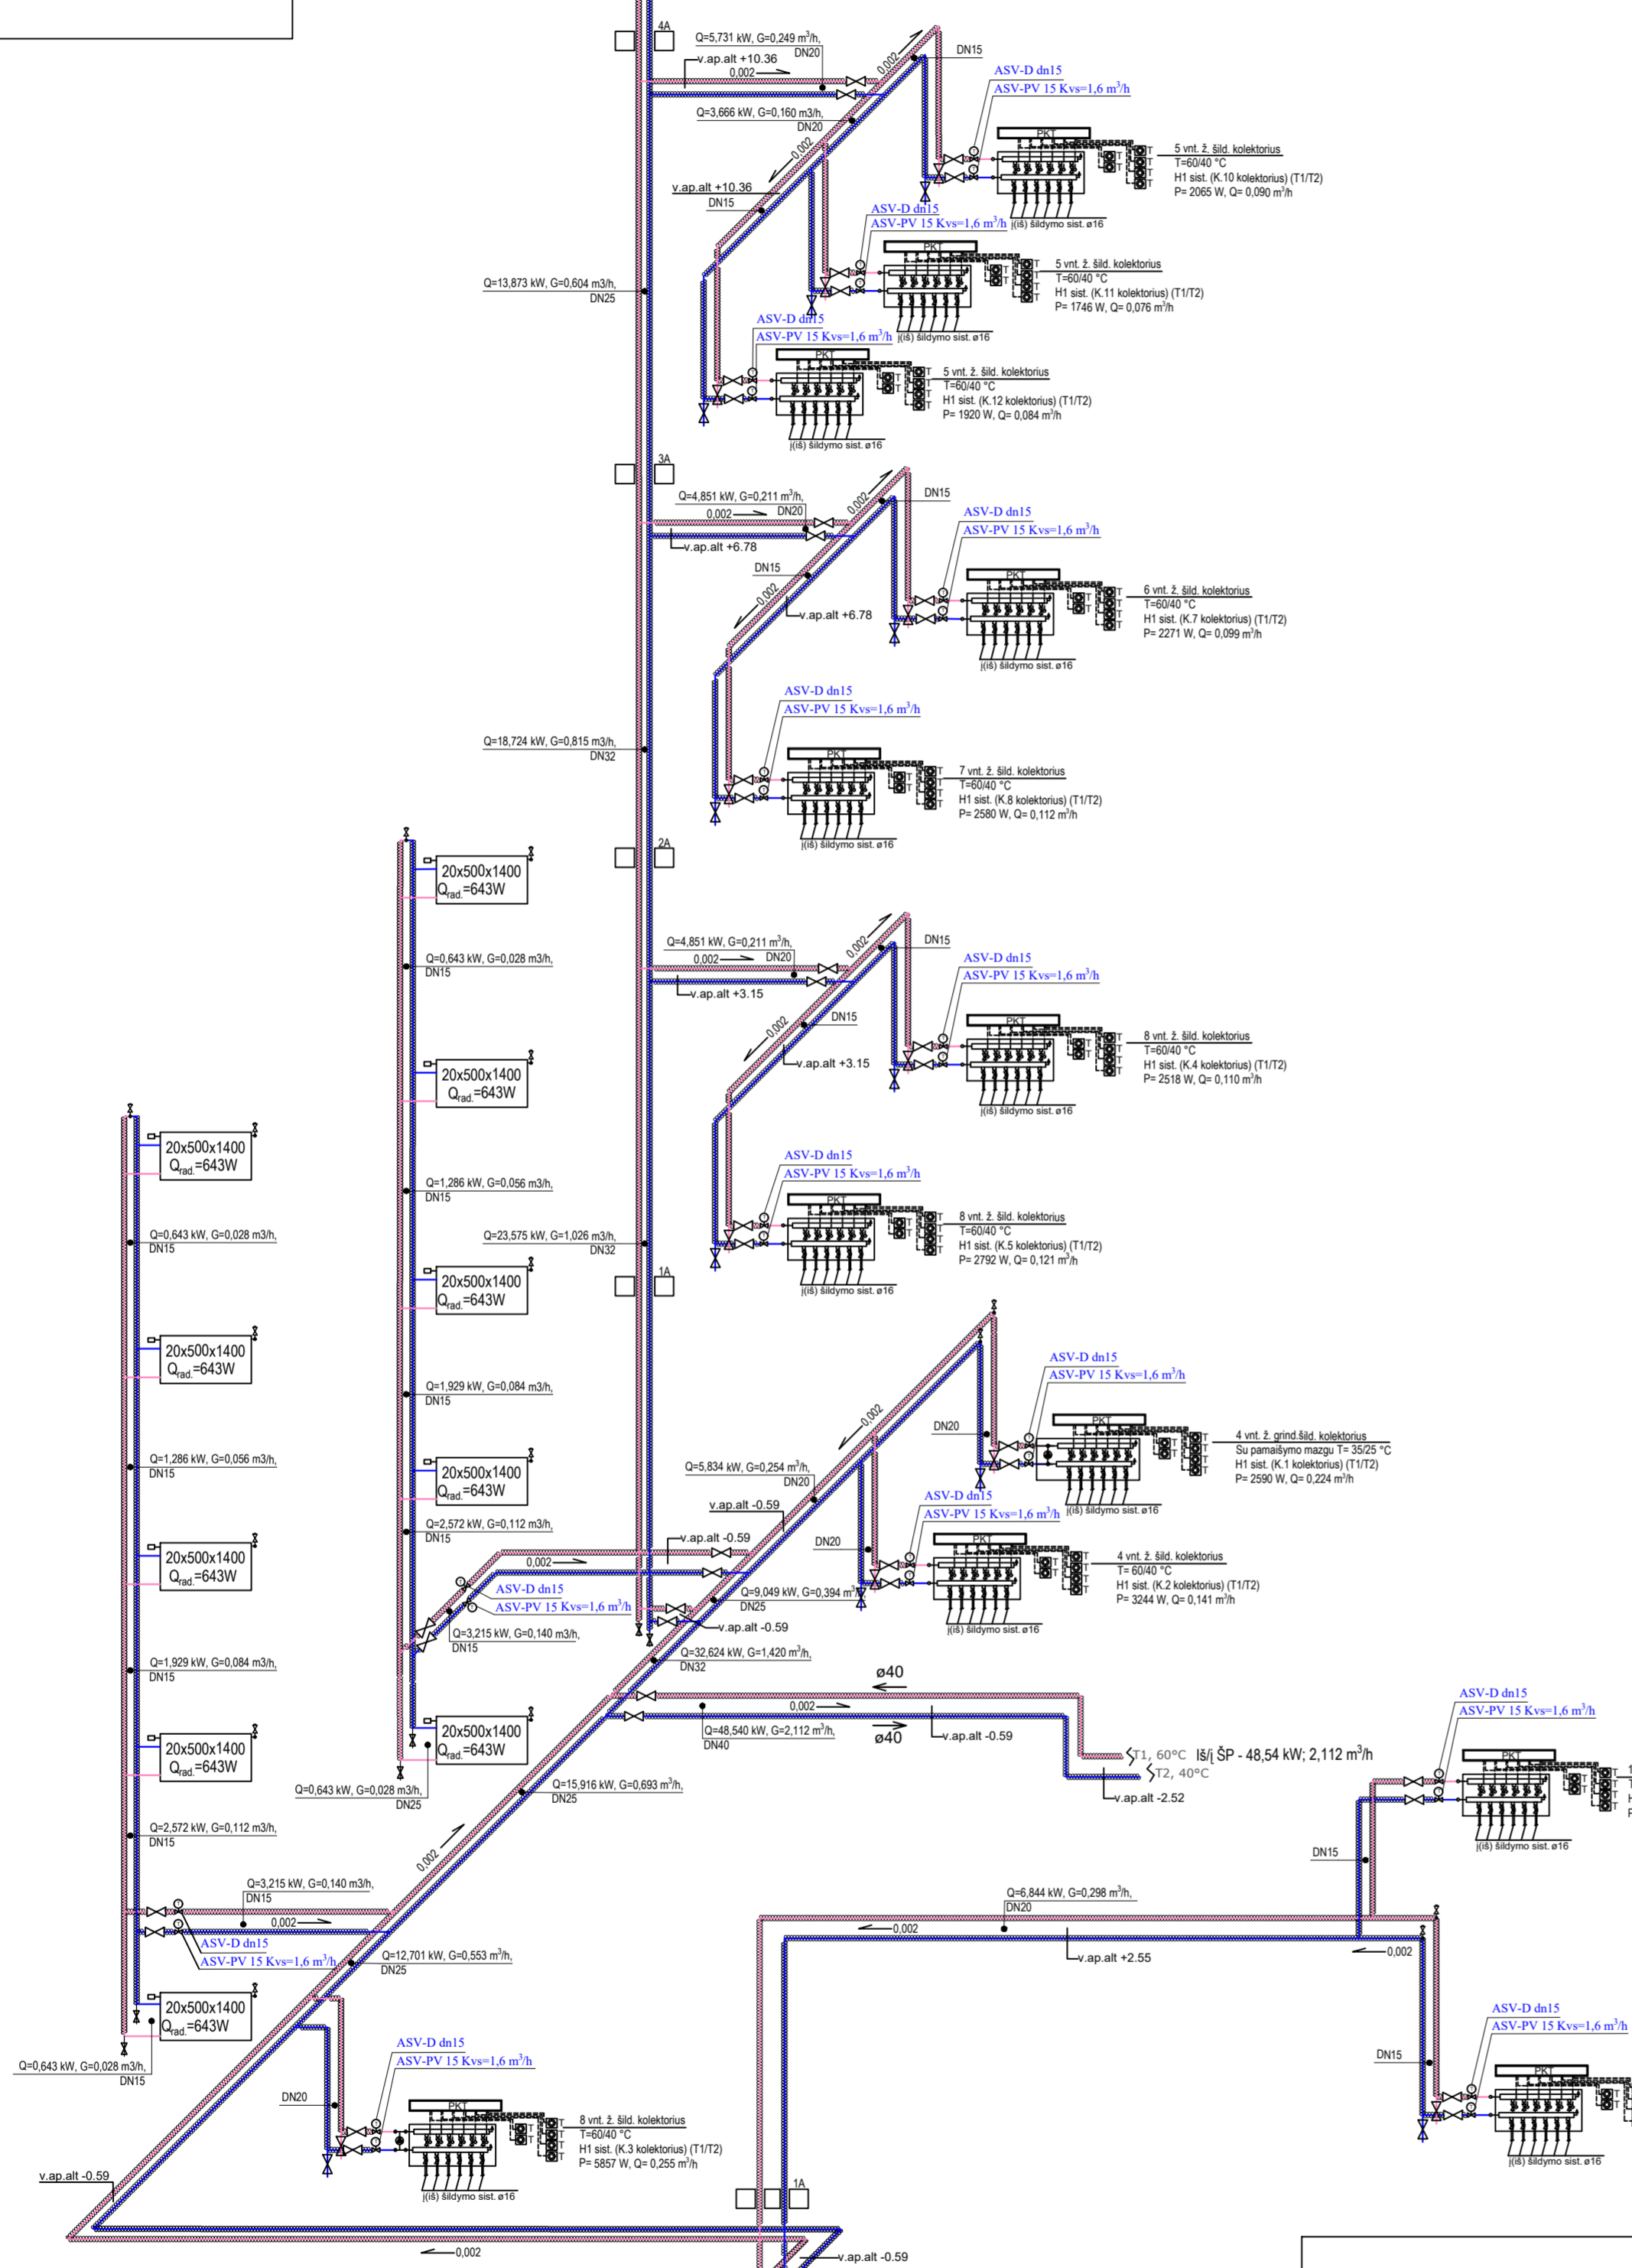 4A
Q=5,731 kW, G=0,249 m³/h,
DN20
v.ap.alt +10.36
0,002
0,002
DN15
ASV-D dn15
ASV-PV 15 Kvs=1,6 m³/h
Q=3,666 kW, G=0,160 m3/h,
DN20
0,002
v.ap.alt +10.36
DN15
PKT
T
T
T
T
T
T
5 vnt. ž. šild. kolektorius
T=60/40 °C
H1 sist. (K.10 kolektorius) (T1/T2)
P= 2065 W, Q= 0,090 m³/h
į(iš) šildymo sist. ø16
ASV-D dn15
ASV-PV 15 Kvs=1,6 m³/h
PKT
T
T
T
T
T
T
5 vnt. ž. šild. kolektorius
T=60/40 °C
H1 sist. (K.11 kolektorius) (T1/T2)
P= 1746 W, Q= 0,076 m³/h
į(iš) šildymo sist. ø16
Q=13,873 kW, G=0,604 m3/h,
DN25
ASV-D dn15
ASV-PV 15 Kvs=1,6 m³/h
PKT
T
T
T
T
T
T
5 vnt. ž. šild. kolektorius
T=60/40 °C
H1 sist. (K.12 kolektorius) (T1/T2)
P= 1920 W, Q= 0,084 m³/h
į(iš) šildymo sist. ø16
3A
Q=4,851 kW, G=0,211 m³/h,
DN20
0,002
v.ap.alt +6.78
0,002
DN15
ASV-D dn15
ASV-PV 15 Kvs=1,6 m³/h
DN15
0,002
v.ap.alt +6.78
PKT
T
T
T
T
T
T
6 vnt. ž. šild. kolektorius
T=60/40 °C
H1 sist. (K.7 kolektorius) (T1/T2)
P= 2271 W, Q= 0,099 m³/h
į(iš) šildymo sist. ø16
Q=18,724 kW, G=0,815 m3/h,
DN32
ASV-D dn15
ASV-PV 15 Kvs=1,6 m³/h
PKT
T
T
T
T
T
T
7 vnt. ž. šild. kolektorius
T=60/40 °C
H1 sist. (K.8 kolektorius) (T1/T2)
P= 2580 W, Q= 0,112 m³/h
į(iš) šildymo sist. ø16
2A
20x500x1400
Qrad.=643W
Q=0,643 kW, G=0,028 m3/h,
DN15
20x500x1400
Qrad.=643W
Q=1,286 kW, G=0,056 m3/h,
DN15
20x500x1400
Qrad.=643W
Q=1,929 kW, G=0,084 m3/h,
DN15
20x500x1400
Qrad.=643W
Q=2,572 kW, G=0,112 m3/h,
DN15
20x500x1400
Qrad.=643W
Q=0,643 kW, G=0,028 m3/h,
DN25
Q=4,851 kW, G=0,211 m³/h,
DN20
0,002
v.ap.alt +3.15
0,002
DN15
ASV-D dn15
ASV-PV 15 Kvs=1,6 m³/h
DN15
0,002
v.ap.alt +3.15
PKT
T
T
T
T
T
T
8 vnt. ž. šild. kolektorius
T=60/40 °C
H1 sist. (K.4 kolektorius) (T1/T2)
P= 2518 W, Q= 0,110 m³/h
į(iš) šildymo sist. ø16
ASV-D dn15
ASV-PV 15 Kvs=1,6 m³/h
PKT
T
T
T
T
T
T
8 vnt. ž. šild. kolektorius
T=60/40 °C
H1 sist. (K.5 kolektorius) (T1/T2)
P= 2792 W, Q= 0,121 m³/h
į(iš) šildymo sist. ø16
Q=23,575 kW, G=1,026 m3/h,
DN32
1A
20x500x1400
Qrad.=643W
Q=0,643 kW, G=0,028 m3/h,
DN15
20x500x1400
Qrad.=643W
Q=1,286 kW, G=0,056 m3/h,
DN15
20x500x1400
Qrad.=643W
Q=1,929 kW, G=0,084 m3/h,
DN15
20x500x1400
Qrad.=643W
Q=2,572 kW, G=0,112 m3/h,
DN15
20x500x1400
Qrad.=643W
Q=0,643 kW, G=0,028 m3/h,
DN15
ASV-D dn15
ASV-PV 15 Kvs=1,6 m³/h
0,002
DN20
PKT
T
T
T
T
T
T
4 vnt. ž. grind.šild. kolektorius
Su pamaišymo mazgu T= 35/25 °C
H1 sist. (K.1 kolektorius) (T1/T2)
P= 2590 W, Q= 0,224 m³/h
į(iš) šildymo sist. ø16
Q=5,834 kW, G=0,254 m³/h,
DN20
v.ap.alt -0.59
ASV-D dn15
ASV-PV 15 Kvs=1,6 m³/h
DN20
PKT
T
T
T
T
T
T
4 vnt. ž. šild. kolektorius
T= 60/40 °C
H1 sist. (K.2 kolektorius) (T1/T2)
P= 3244 W, Q= 0,141 m³/h
į(iš) šildymo sist. ø16
v.ap.alt -0.59
0,002
ASV-D dn15
ASV-PV 15 Kvs=1,6 m³/h
Q=3,215 kW, G=0,140 m3/h,
DN15
Q=9,049 kW, G=0,394 m³
DN25
v.ap.alt -0.59
Q=32,624 kW, G=1,420 m³/h,
DN32
ø40
0,002
Q=48,540 kW, G=2,112 m³/h,
DN40
ø40
v.ap.alt -0.59
T1, 60°C
Iš/į ŠP - 48,54 kW; 2,112 m³/h
T2, 40°C
v.ap.alt -2.52
Q=15,916 kW, G=0,693 m³/h,
DN25
0,002
ASV-D dn15
ASV-PV 15 Kvs=1,6 m³/h
PKT
T
T
T
T
T
T
į(iš) šildymo sist. ø16
DN15
Q=3,215 kW, G=0,140 m3/h,
DN15
0,002
ASV-D dn15
ASV-PV 15 Kvs=1,6 m³/h
Q=12,701 kW, G=0,553 m³/h,
DN25
Q=6,844 kW, G=0,298 m³/h,
DN20
0,002
v.ap.alt +2.55
0,002
ASV-D dn15
ASV-PV 15 Kvs=1,6 m³/h
DN15
PKT
T
T
į(iš) šildymo sist. ø16
ASV-D dn15
ASV-PV 15 Kvs=1,6 m³/h
DN20
PKT
T
T
T
T
T
T
8 vnt. ž. šild. kolektorius
T=60/40 °C
H1 sist. (K.3 kolektorius) (T1/T2)
P= 5857 W, Q= 0,255 m³/h
į(iš) šildymo sist. ø16
v.ap.alt -0.59
1A
0,002
v.ap.alt -0.59